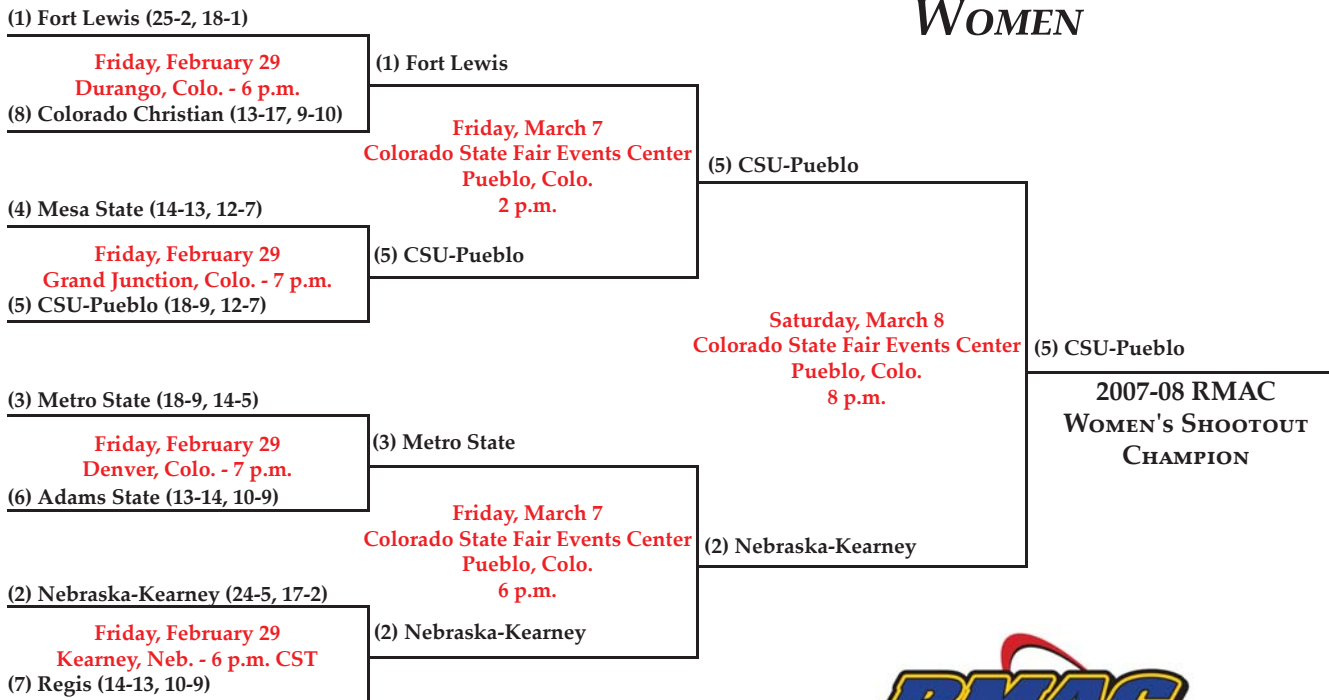 WOMEN
(1) Fort Lewis (25-2, 18-1)
Friday, February 29
Durango, Colo. - 6 p.m.
(8) Colorado Christian (13-17, 9-10)
(4) Mesa State (14-13, 12-7)
Friday, February 29
Grand Junction, Colo. - 7 p.m.
(5) CSU-Pueblo (18-9, 12-7)
(3) Metro State (18-9, 14-5)
Friday, February 29
Denver, Colo. - 7 p.m.
(6) Adams State (13-14, 10-9)
(2) Nebraska-Kearney (24-5, 17-2)
Friday, February 29
Kearney, Neb. - 6 p.m. CST
(7) Regis (14-13, 10-9)
(1) Fort Lewis
Friday, March 7
Colorado State Fair Events Center
Pueblo, Colo.
2 p.m.
(5) CSU-Pueblo
(3) Metro State
Friday, March 7
Colorado State Fair Events Center
Pueblo, Colo.
6 p.m.
(2) Nebraska-Kearney
(5) CSU-Pueblo
Saturday, March 8
Colorado State Fair Events Center
Pueblo, Colo.
8 p.m.
(2) Nebraska-Kearney
(5) CSU-Pueblo
2007-08 RMAC
WOMEN'S SHOOTOUT
CHAMPION
RMAC